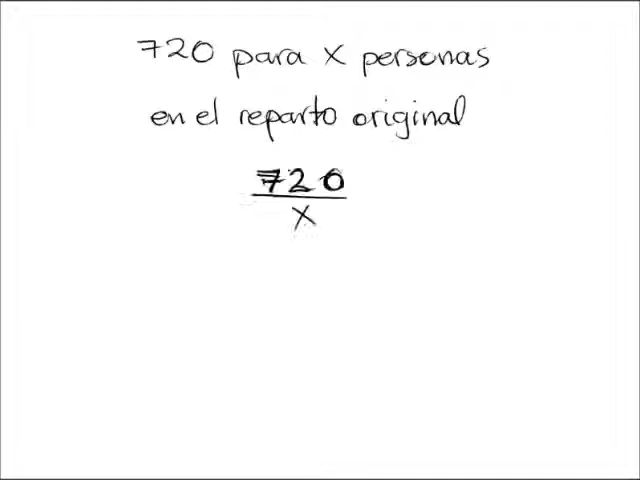 720 para x personas
en el reparto original
720
x